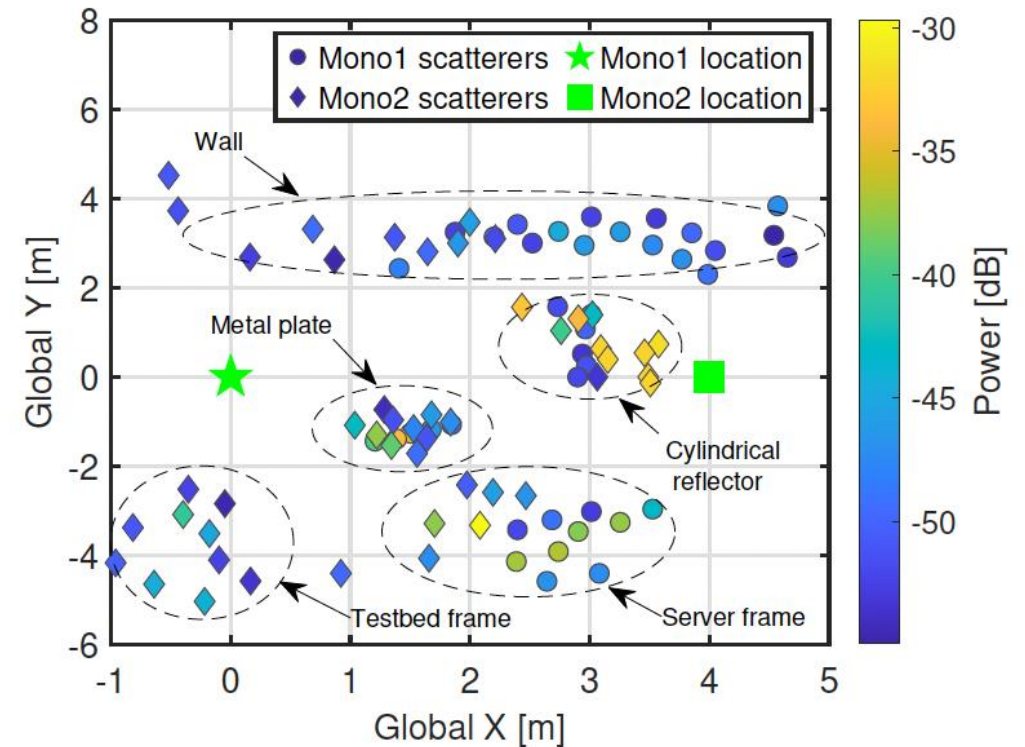 8
6
4
2
0
-2
-4
-6
Global Y [m]
Mono1 scatterers
Mono1 location
Mono2 scatterers
Mono2 location
Wall
Metal plate
Cylindrical
reflector
Testbed frame
Server frame
-1 0 1 2 3 4 5
Global X [m]
-30
-35
-40
-45
-50
Power [dB]